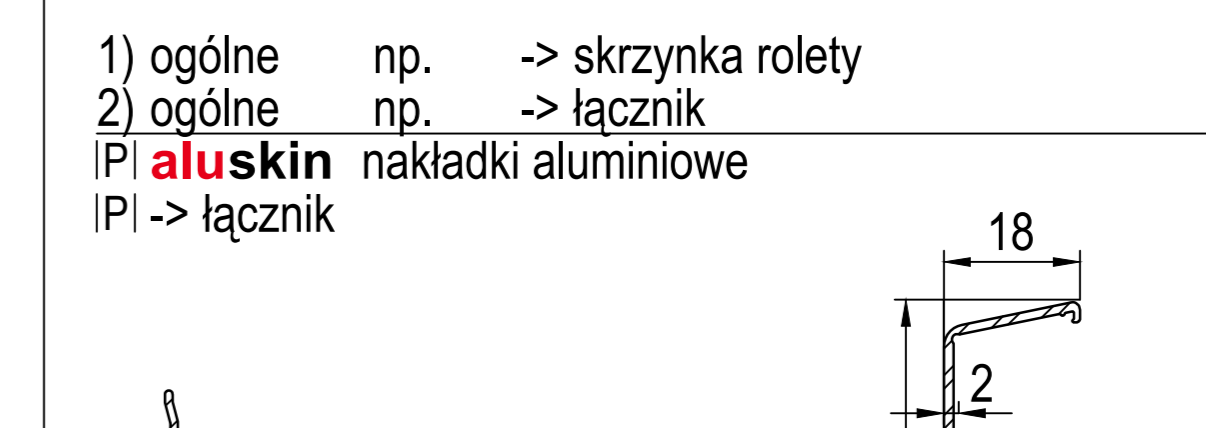 1) ogólne np. -> skrzynka rolety
2) ogólne np. -> łącznik
|P| aluskin nakładki aluminiowe
|P| -> łącznik
18
2